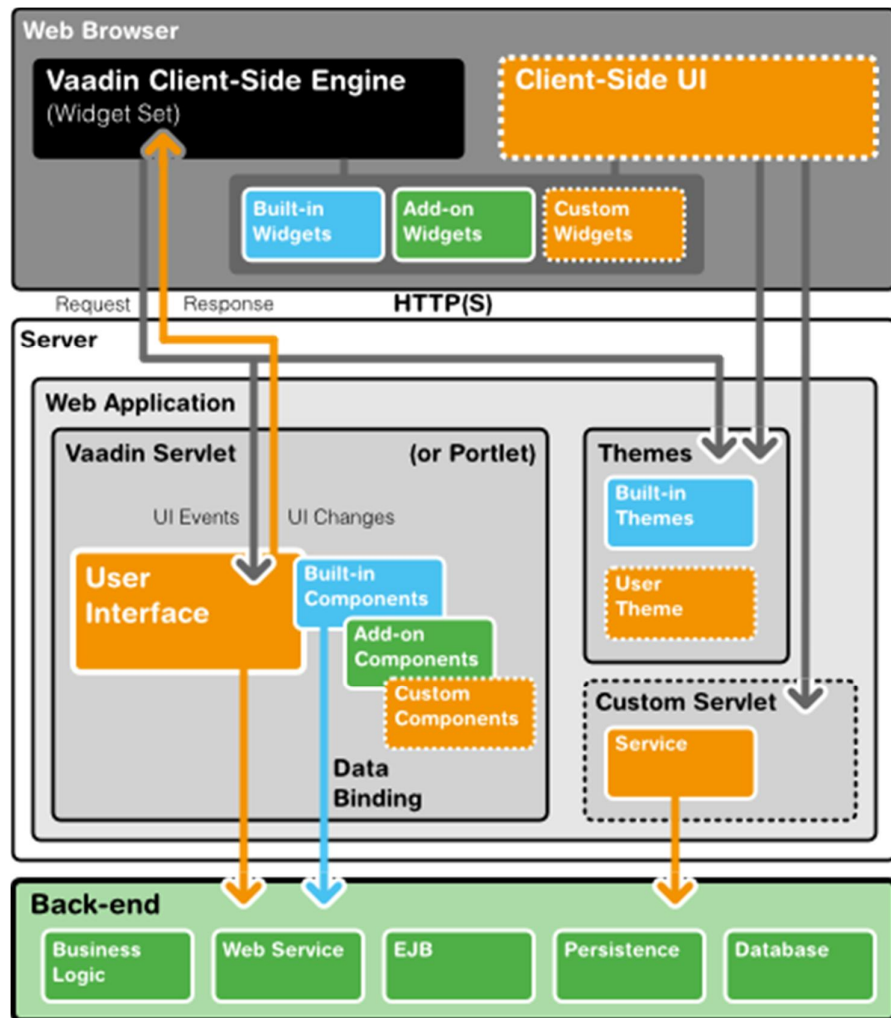 Web Browser
Vaadin Client-Side Engine
(Widget Set)
Client-Side UI
Built-in
Widgets
Add-on
Widgets
Custom
Widgets
Request
Response
HTTP(S)
Server
Web Application
Vaadin Servlet
(or Portlet)
UI Events
UI Changes
User
Interface
Built-in
Components
Add-on
Components
Custom
Components
Data
Binding
Themes
Built-in
Themes
User
Theme
Custom Servlet
Service
Back-end
Business
Logic
Web Service
EJB
Persistence
Database